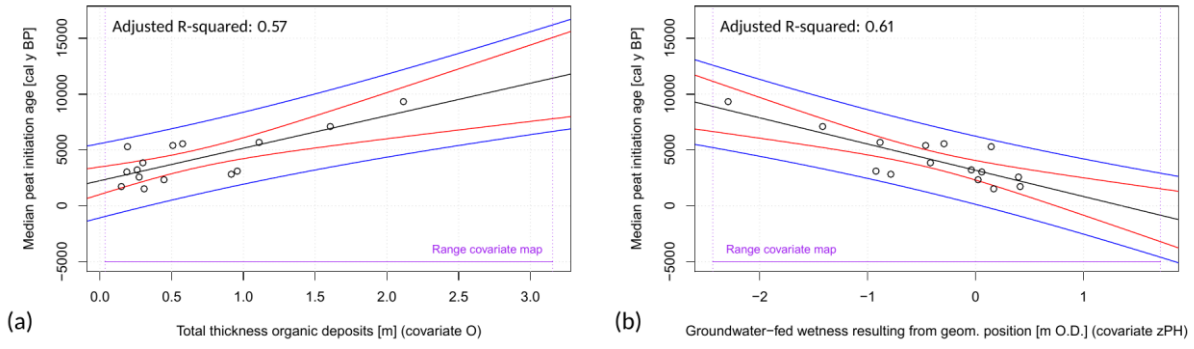 Adjusted R-squared: 0.57
Median peat initiation age [cal y BP]
15000
10000
5000
0
−5000
Range covariate map
0.0 0.5 1.0 1.5 2.0 2.5 3.0
Total thickness organic deposits [m] (covariate O)
(a)
Adjusted R-squared: 0.61
Median peat initiation age [cal y BP]
15000
10000
5000
0
−5000
Range covariate map
−2 −1 0 1
Groundwater−fed wetness resulting from geom. position [m O.D.] (covariate zPH)
(b)